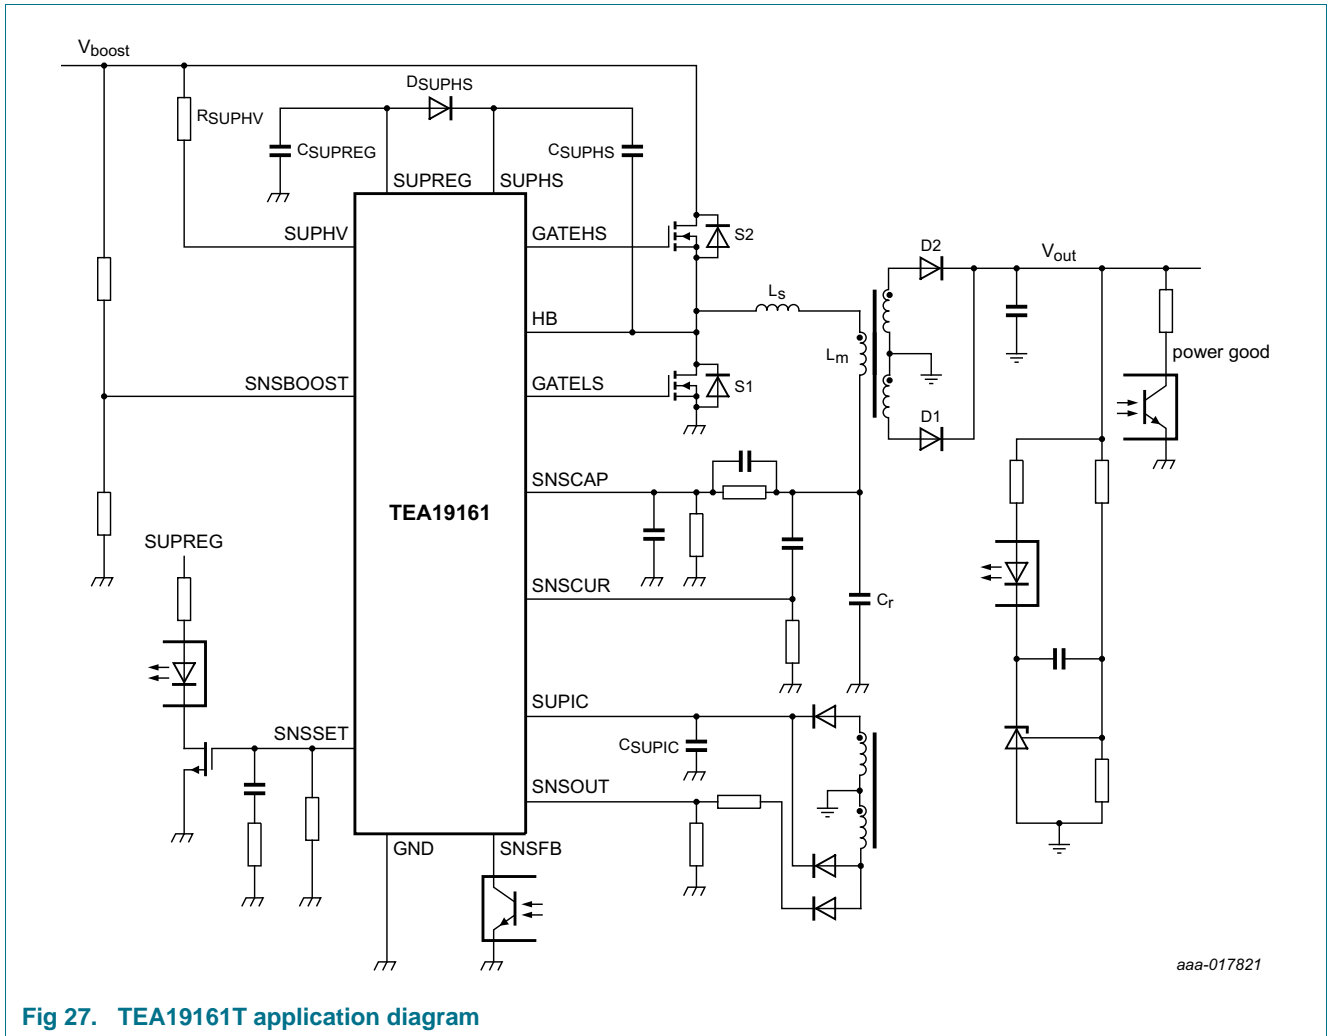 Vboost
DSUPHS
RSUPHV
CSUPREG
CSUPHS
SUPREG
SUPHS
SUPHV
GATEHS
S2
D2
Vout
Ls
HB
Lm
power good
SNSBOOST
GATELS
S1
D1
SNSCAP
TEA19161
SUPREG
SNSCUR
Cr
SUPIC
SNSSET
CSUPIC
SNSOUT
GND
SNSFB
aaa-017821
Fig 27. TEA19161T application diagram